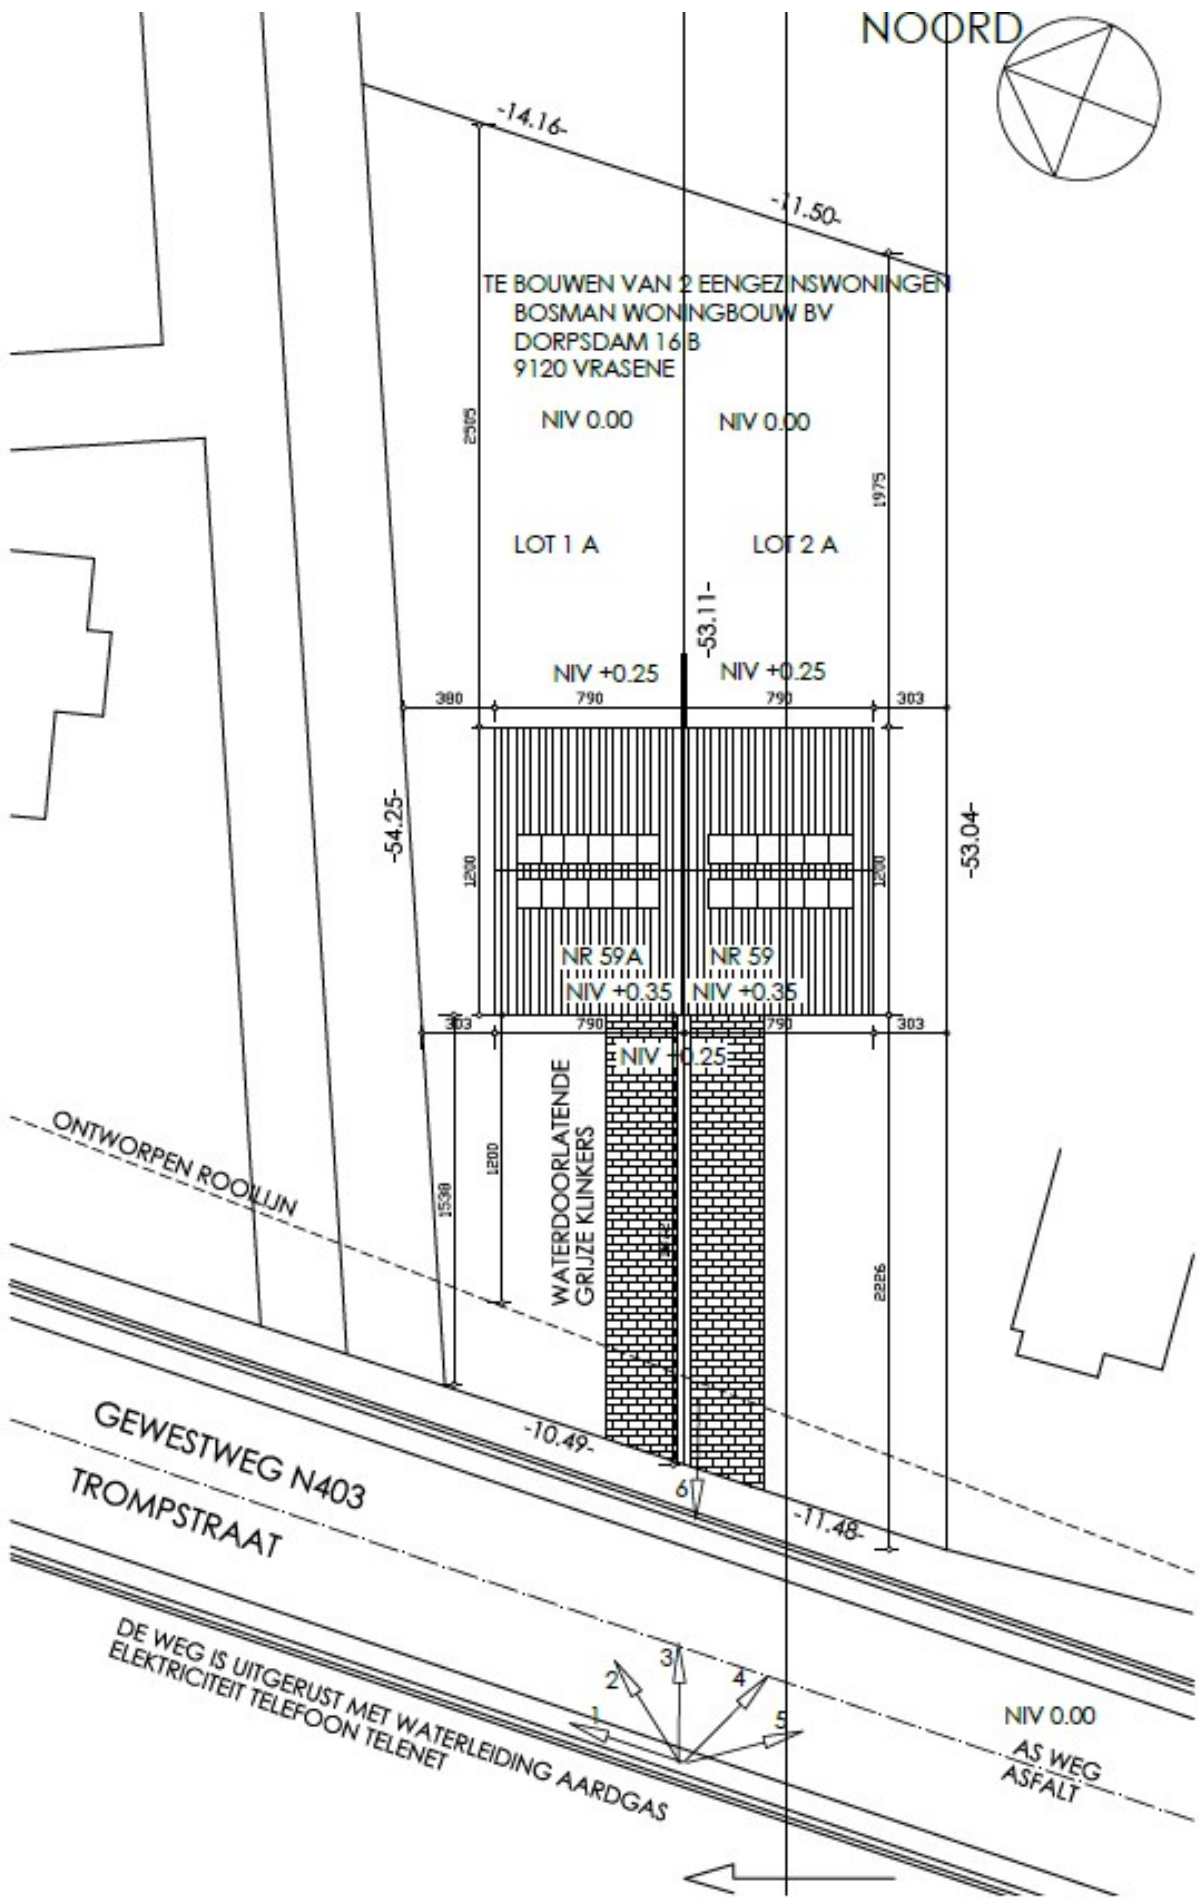 NOORD
-14.16-
-11.50-
TE BOUWEN VAN 2 EENGEZINSWONINGEN
BOSMAN WONINGBOUW BV
DORPSDAM 16 B
9120 VRASENE
2505
NIV 0.00
NIV 0.00
1975
LOT 1 A
LOT 2 A
-53.11-
NIV +0.25
NIV +0.25
380
790
790
303
-54.25-
-53.04-
1200
1200
NR 59A
NR 59
NIV +0.35
NIV +0.35
303
790
790
303
NIV +0.25
WATERDOORLATENDE
GRIJZE KLINKERS
ONTWORPEN ROOILIJN
1200
1538
2226
-10.49-
GEWESTWEG N403
TROMPSTRAAT
6
-11.48-
DE WEG IS UITGERUST MET WATERLEIDING AARDGAS
ELEKTRICITEIT TELEFOON TELENET
1
2
3
4
5
NIV 0.00
AS WEG
ASFALT